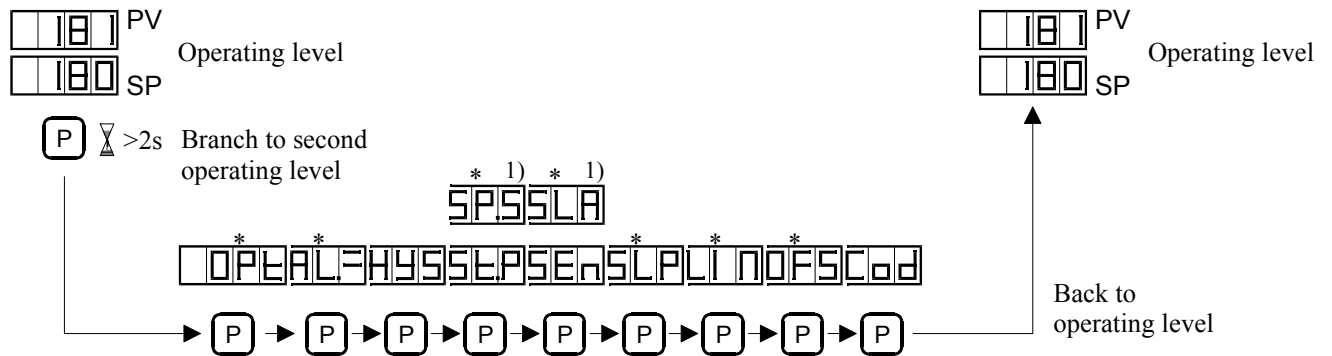 181 PV
Operating level
180 SP
181 PV
Operating level
180 SP
P >2s Branch to second
operating level
* 1) * 1)
SP.S SLA
* * * * *
OPt AL.= HYS St.P SEn SLP LIN OFS Cod
Back to
operating level
P P P P P P P P P